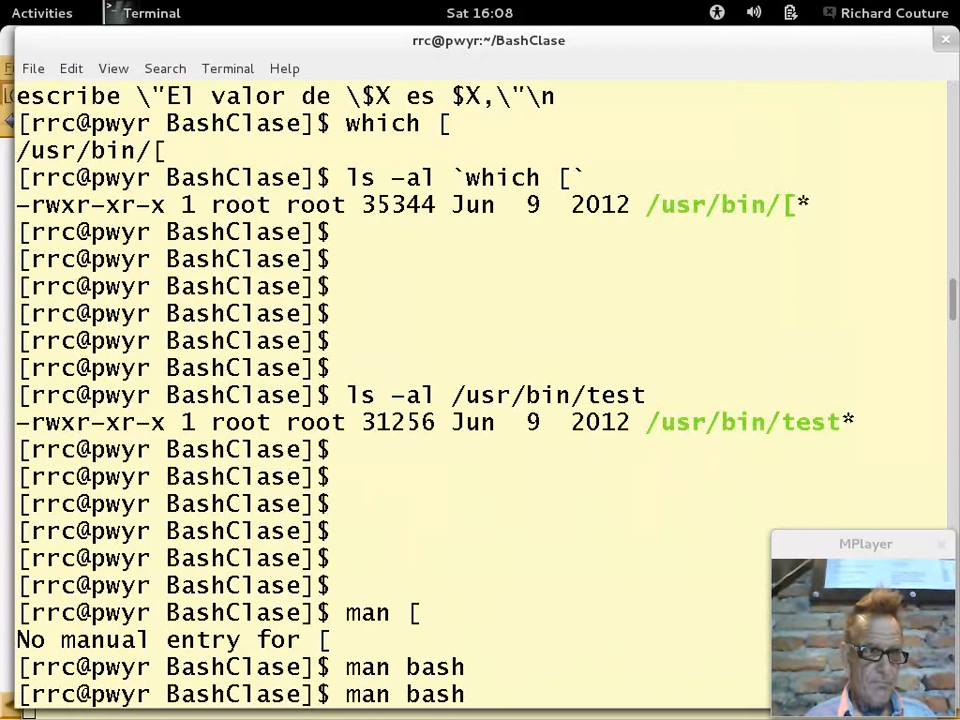 Activities
Terminal
Sat 16:08
Richard Couture
rrc@pwyr:~/BashClase
File Edit View Search Terminal Help
escribe \"El valor de \$X es $X,\"\n
[rrc@pwyr BashClase]$ which [
/usr/bin/[
[rrc@pwyr BashClase]$ ls -al `which [`
-rwxr-xr-x 1 root root 35344 Jun  9  2012 /usr/bin/[*
[rrc@pwyr BashClase]$
[rrc@pwyr BashClase]$
[rrc@pwyr BashClase]$
[rrc@pwyr BashClase]$
[rrc@pwyr BashClase]$
[rrc@pwyr BashClase]$
[rrc@pwyr BashClase]$ ls -al /usr/bin/test
-rwxr-xr-x 1 root root 31256 Jun  9  2012 /usr/bin/test*
[rrc@pwyr BashClase]$
[rrc@pwyr BashClase]$
[rrc@pwyr BashClase]$
[rrc@pwyr BashClase]$
[rrc@pwyr BashClase]$
[rrc@pwyr BashClase]$
[rrc@pwyr BashClase]$ man [
No manual entry for [
[rrc@pwyr BashClase]$ man bash
[rrc@pwyr BashClase]$ man bash
MPlayer